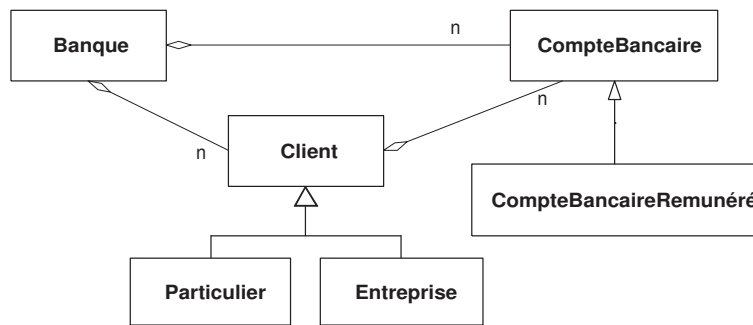 Banque
n
CompteBancaire
n
n
Client
CompteBancaireRemunéré
Particulier
Entreprise